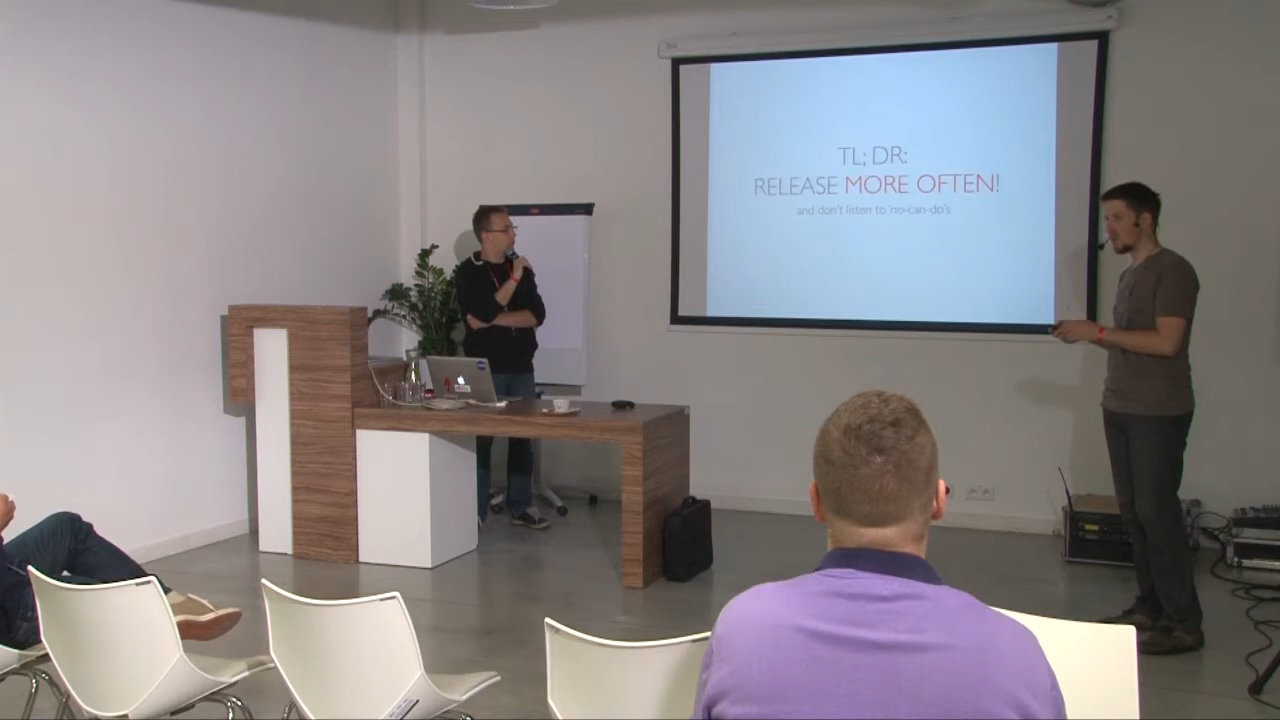 TL; DR:
RELEASE MORE OFTEN!
and don't listen to 'no-can-do's